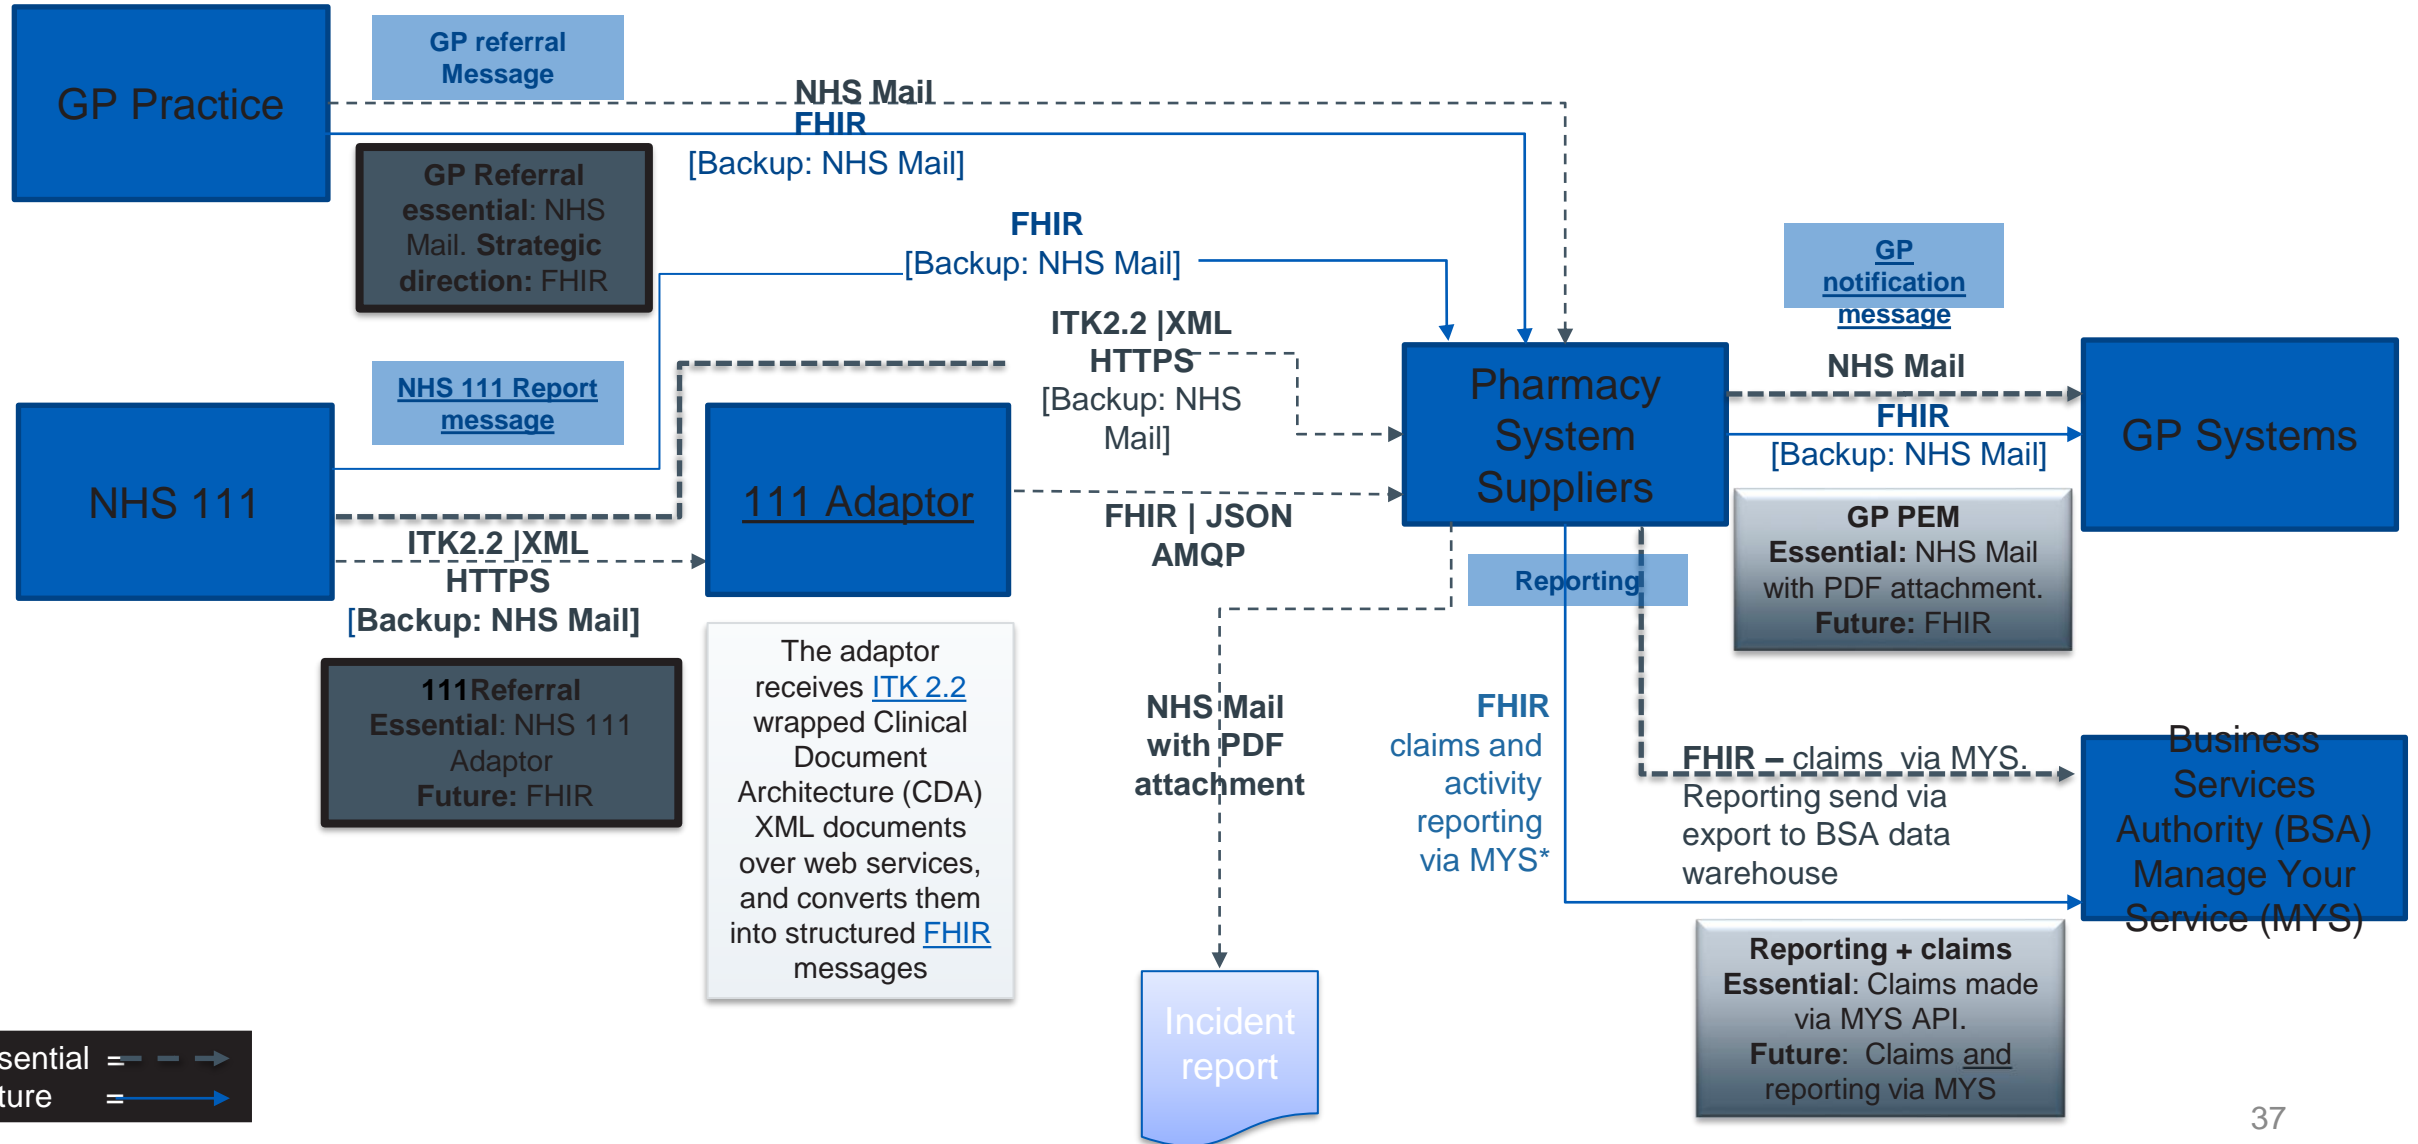 GP Practice
GP referral
Message
NHS Mail
FHIR
[Backup: NHS Mail]
GP Referral
essential: NHS
Mail. Strategic
direction: FHIR
FHIR
[Backup: NHS Mail]
GP
notification
message
ITK2.2 |XML
HTTPS
[Backup: NHS
Mail]
NHS 111 Report
message
NHS 111
111 Adaptor
Pharmacy
System
Suppliers
NHS Mail
FHIR
[Backup: NHS Mail]
GP Systems
ITK2.2 |XML
HTTPS
[Backup: NHS Mail]
FHIR | JSON
AMQP
Reporting
GP PEM
Essential: NHS Mail
with PDF attachment.
Future: FHIR
111Referral
Essential: NHS 111
Adaptor
Future: FHIR
The adaptor
receives ITK 2.2
wrapped Clinical
Document
Architecture (CDA)
XML documents
over web services,
and converts them
into structured FHIR
messages
NHS Mail
with PDF
attachment
FHIR
claims and
activity
reporting
via MYS*
FHIR – claims via MYS.
Reporting send via
export to BSA data
warehouse
Business
Services
Authority (BSA)
Manage Your
Service (MYS)
Reporting + claims
Essential: Claims made
via MYS API.
Future: Claims and
reporting via MYS
Incident
report
sential =
ture =
37